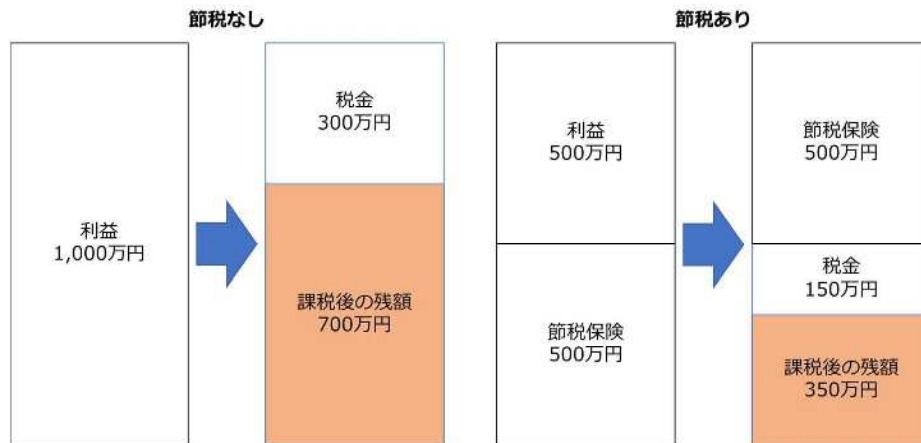 節税なし
利益
1,000万円
税金
300万円
課税後の残額
700万円
節税あり
利益
500万円
節税保険
500万円
節税保険
500万円
税金
150万円
課税後の残額
350万円